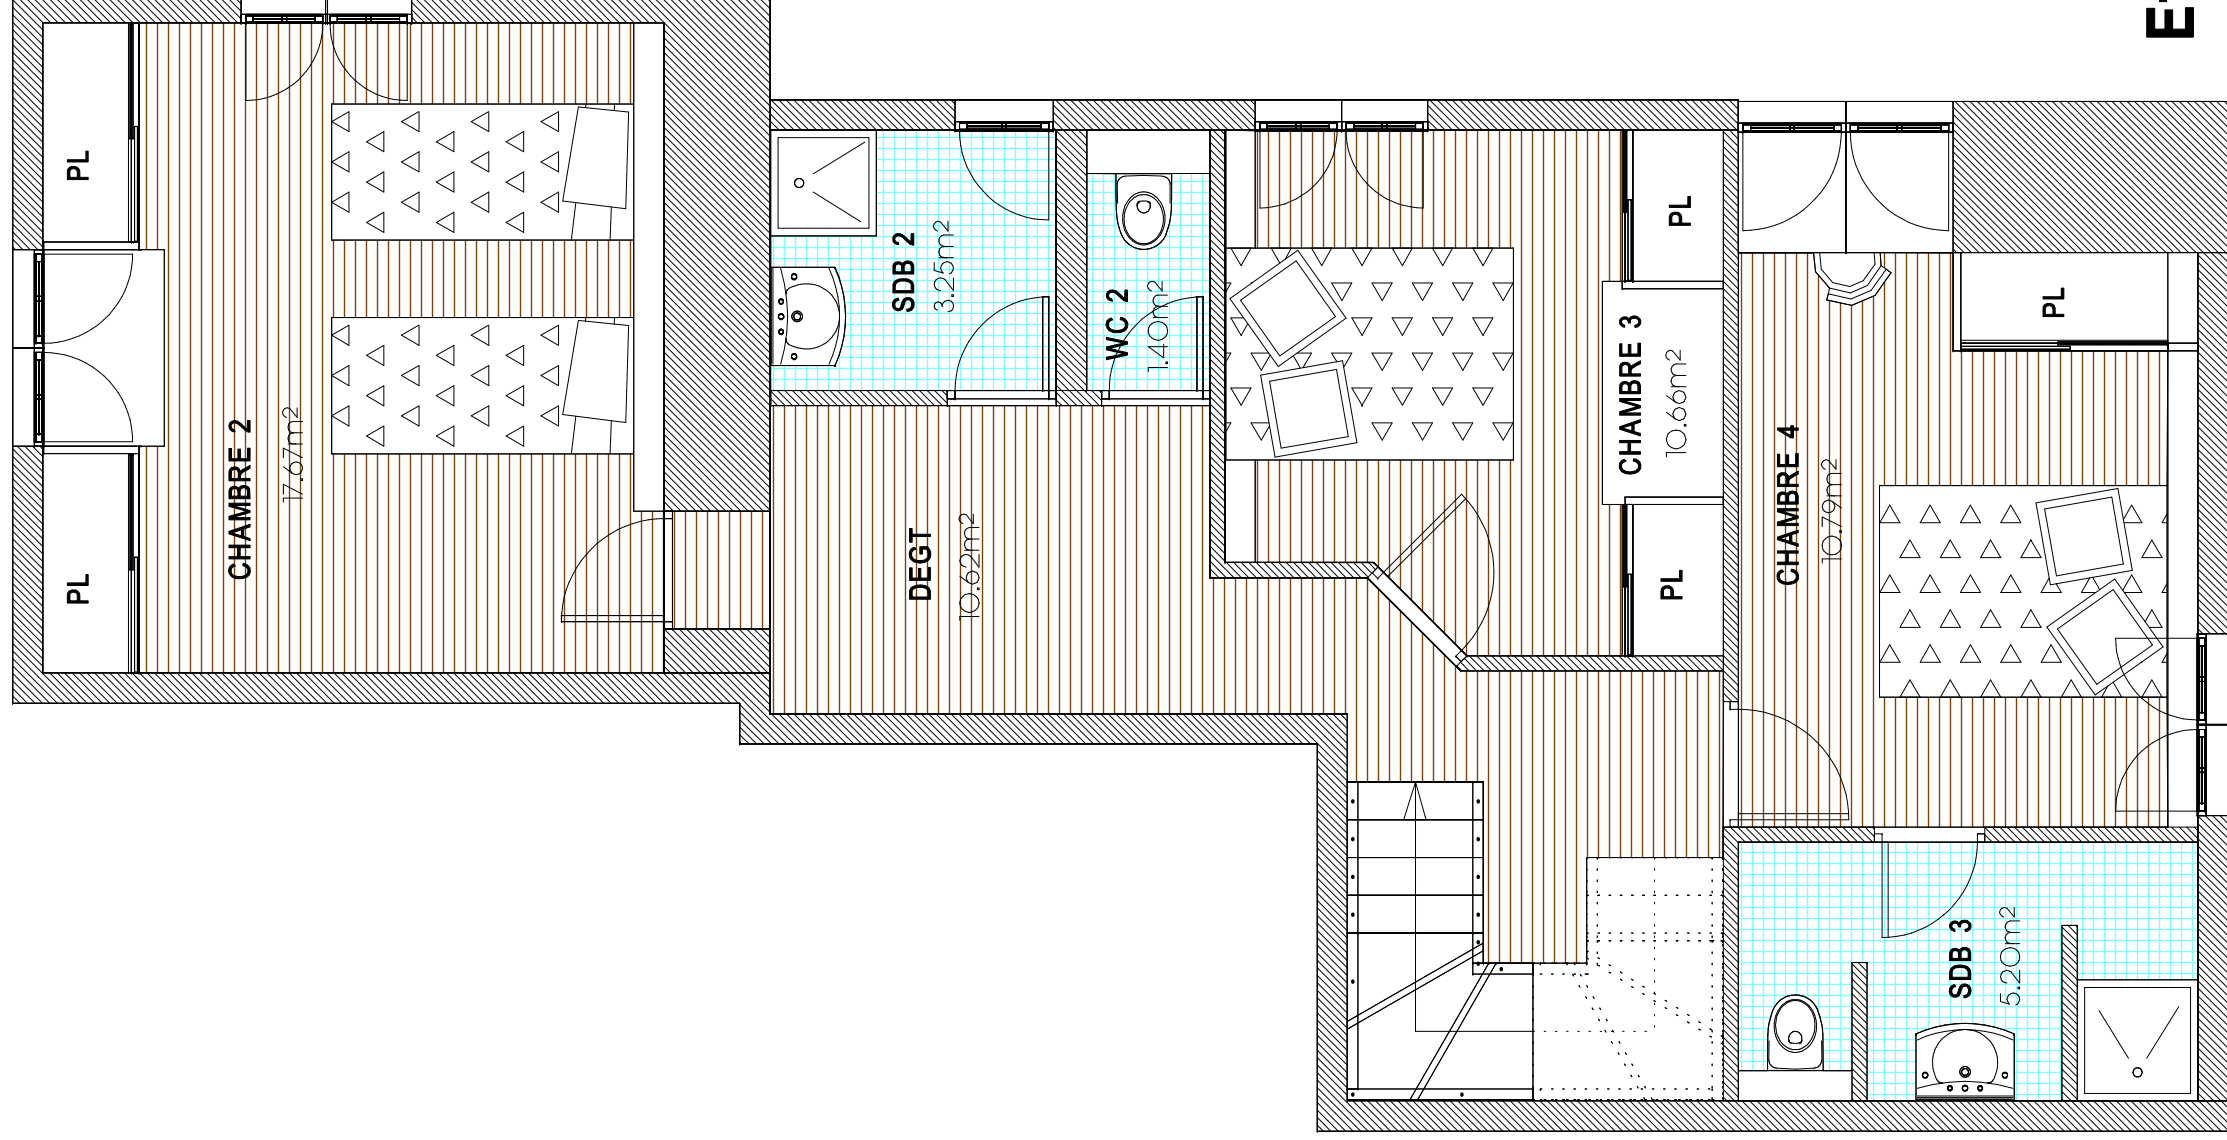 PL
PL
CHAMBRE 2
17.67m²
SDB 2
3.25m²
WC 2
1.40m²
DEGT
10.62m²
PL
CHAMBRE 3
10.66m²
PL
PL
CHAMBRE 4
10.79m²
SDB 3
5.20m²